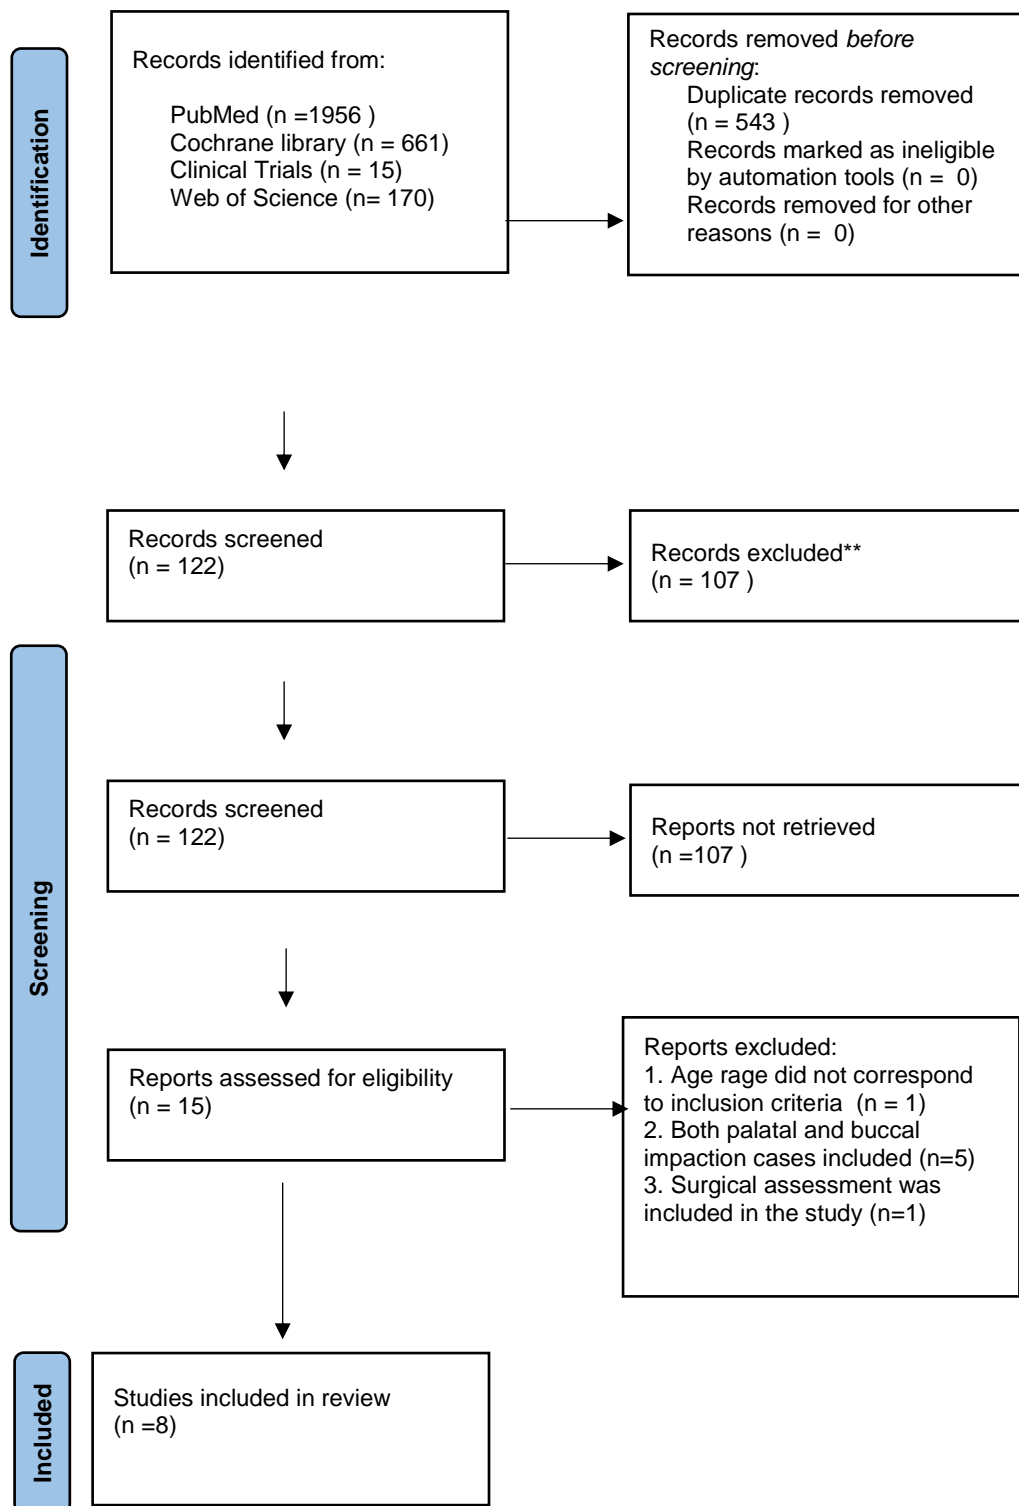 Identification
Records identified from:
PubMed (n =1956 )
Cochrane library (n = 661)
Clinical Trials (n = 15)
Web of Science (n= 170)
Records removed before
screening:
Duplicate records removed
(n = 543 )
Records marked as ineligible
by automation tools (n =  0)
Records removed for other
reasons (n =  0)
Records screened
(n = 122)
Records excluded**
(n = 107 )
Screening
Records screened
(n = 122)
Reports not retrieved
(n =107 )
Reports assessed for eligibility
(n = 15)
Reports excluded:
1. Age rage did not correspond
to inclusion criteria  (n = 1)
2. Both palatal and buccal
impaction cases included (n=5)
3. Surgical assessment was
included in the study (n=1)
Included
Studies included in review
(n =8)